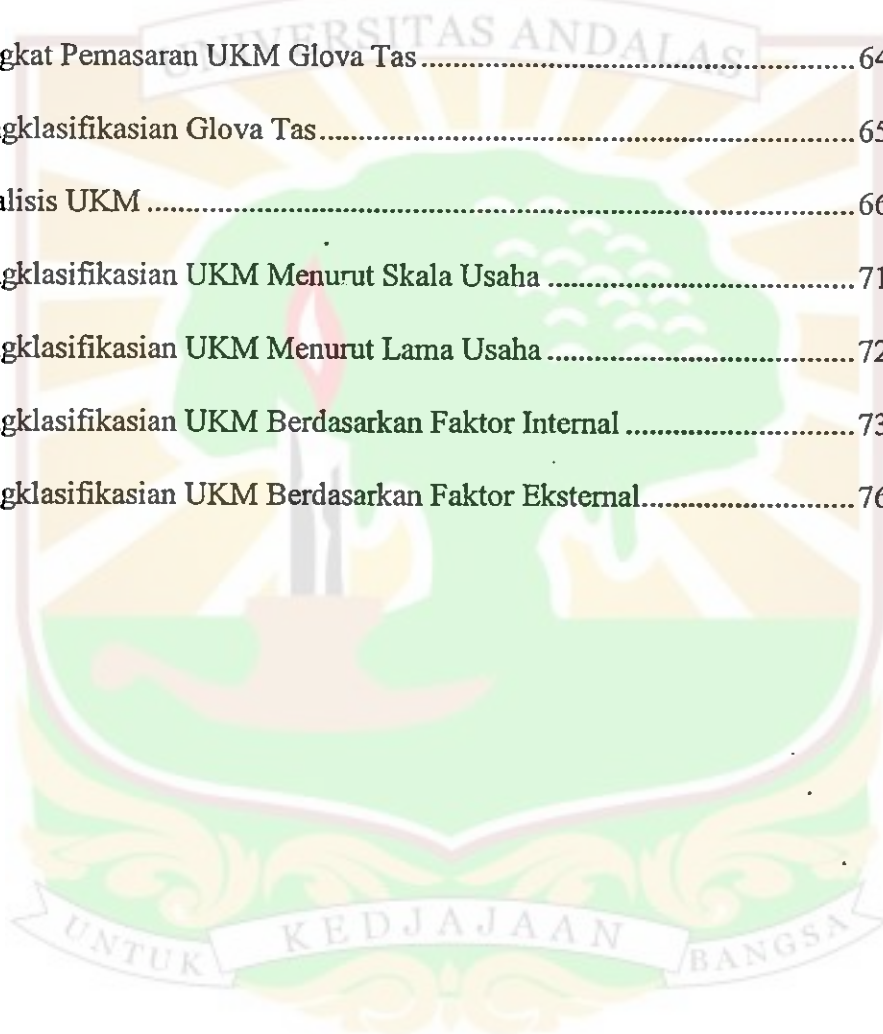 UNIVERSITAS ANDALAS
gkat Pemasaran UKM Glova Tas ........................................ 64
gklasifikasian Glova Tas ........................................ 65
alisis UKM ........................................ 66
gklasifikasian UKM Menurut Skala Usaha ........................................ 71
gklasifikasian UKM Menurut Lama Usaha ........................................ 72
gklasifikasian UKM Berdasarkan Faktor Internal ........................................ 73
gklasifikasian UKM Berdasarkan Faktor Eksternal ........................................ 76
UNTUK KEDJAJAAN BANGSA